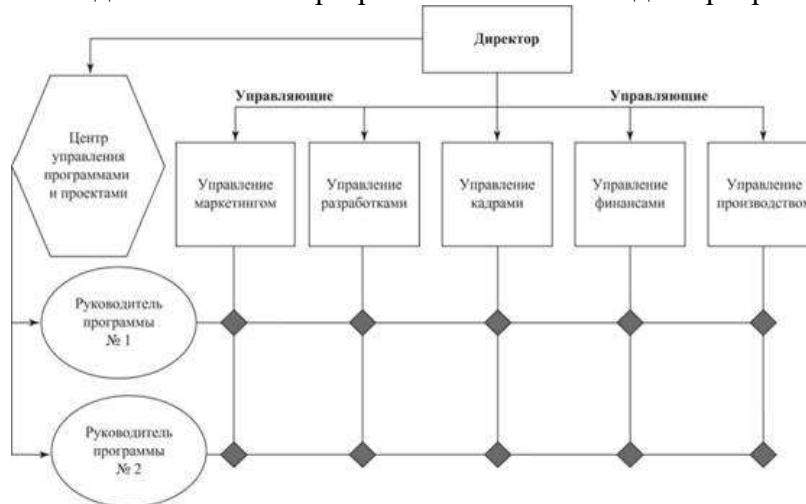 Директор
Управляющие
Управляющие
Центр
управления
программами
и проектами
Управление
маркетингом
Управление
разработками
Управление
кадрами
Управление
финансами
Управление
производством
Руководитель
программы
№ 1
Руководитель
программы
№ 2